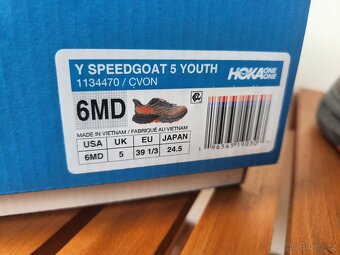 Y SPEEDGOAT 5 YOUTH
HOKA ONE ONE
1134470 / CVON
6MD
MADE IN VIETNAM / FABRIQUÉ AU VIETNAM
USA UK EU JAPAN
6MD 5 39 1/3 24.5